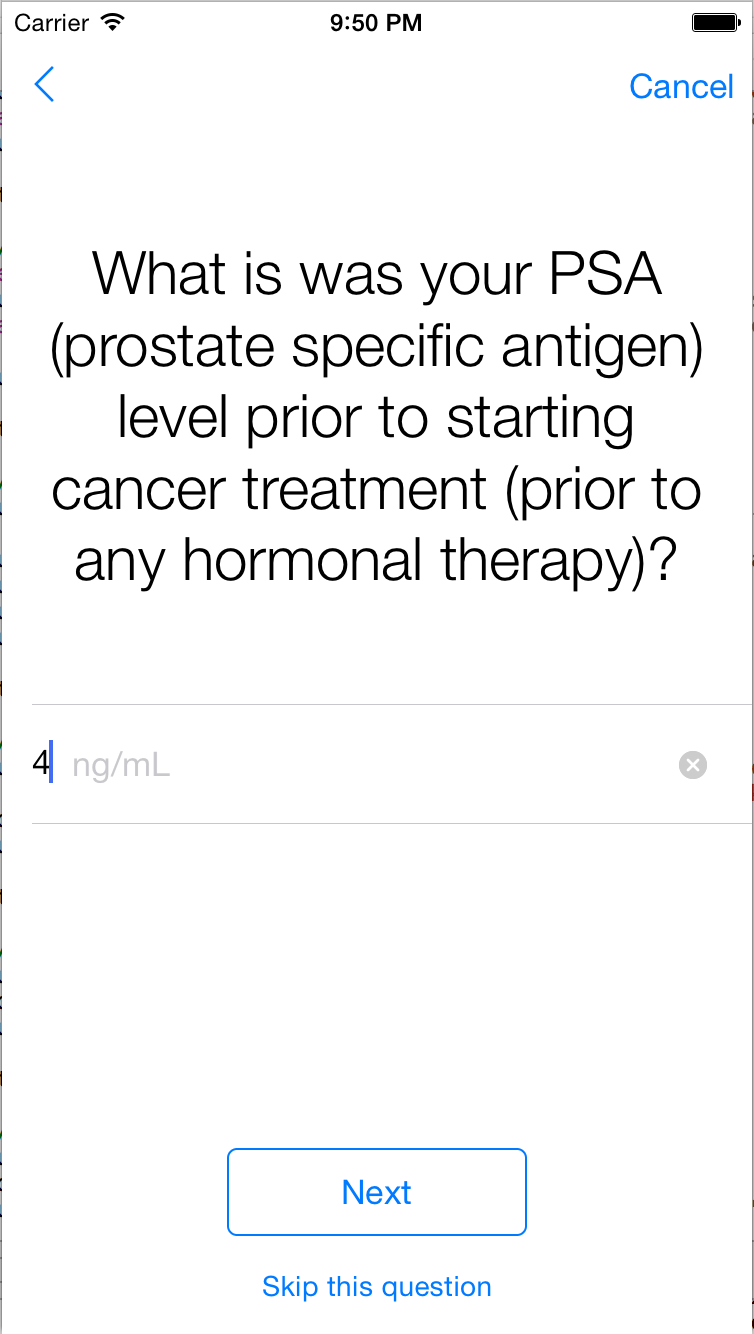 Carrier 9:50 PM
Cancel
What is was your PSA
(prostate specific antigen)
level prior to starting
cancer treatment (prior to
any hormonal therapy)?
4 ng/mL
Next
Skip this question